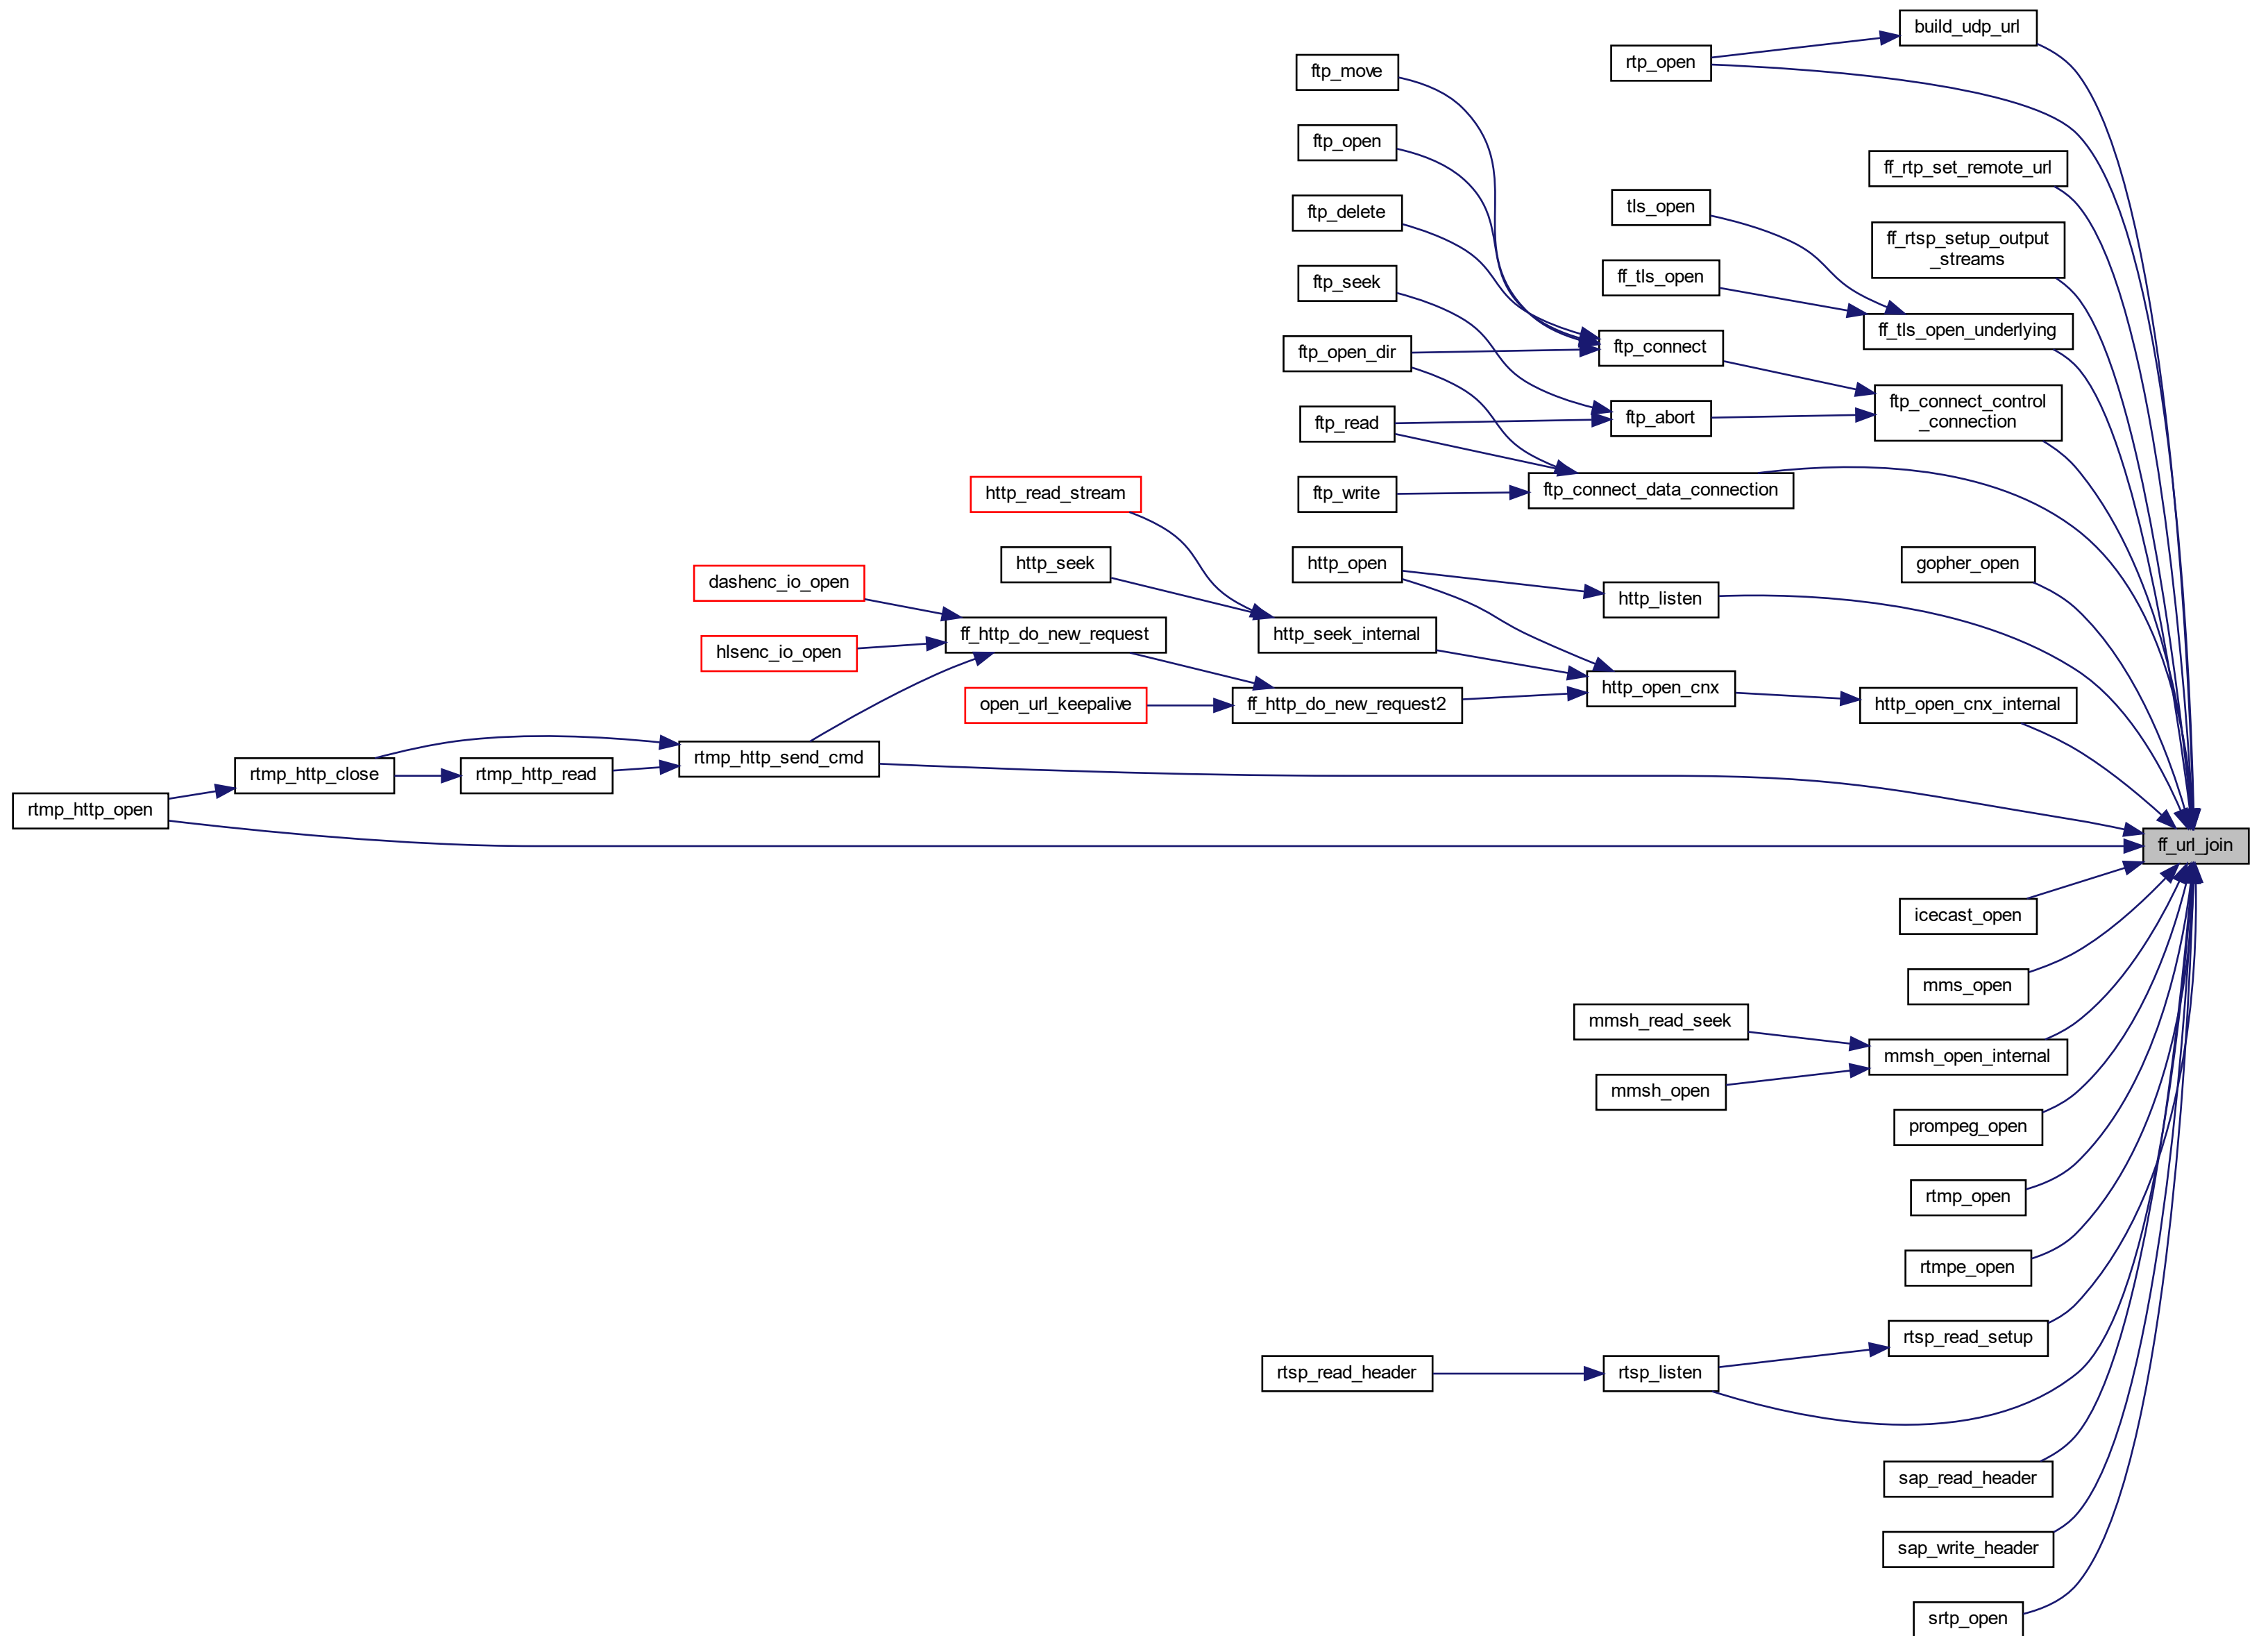 build_udp_url
rtp_open
ftp_move
ftp_open
ff_rtp_set_remote_url
tls_open
ftp_delete
ff_rtsp_setup_output
_streams
ff_tls_open
ftp_seek
ff_tls_open_underlying
ftp_connect
ftp_open_dir
ftp_connect_control
_connection
ftp_abort
ftp_read
ftp_connect_data_connection
ftp_write
http_read_stream
gopher_open
http_open
http_seek
dashenc_io_open
http_listen
ff_http_do_new_request
http_seek_internal
hlsenc_io_open
http_open_cnx
http_open_cnx_internal
ff_http_do_new_request2
open_url_keepalive
rtmp_http_send_cmd
rtmp_http_read
rtmp_http_close
rtmp_http_open
ff_url_join
icecast_open
mms_open
mmsh_read_seek
mmsh_open_internal
mmsh_open
prompeg_open
rtmp_open
rtmpe_open
rtsp_read_setup
rtsp_listen
rtsp_read_header
sap_read_header
sap_write_header
srtp_open